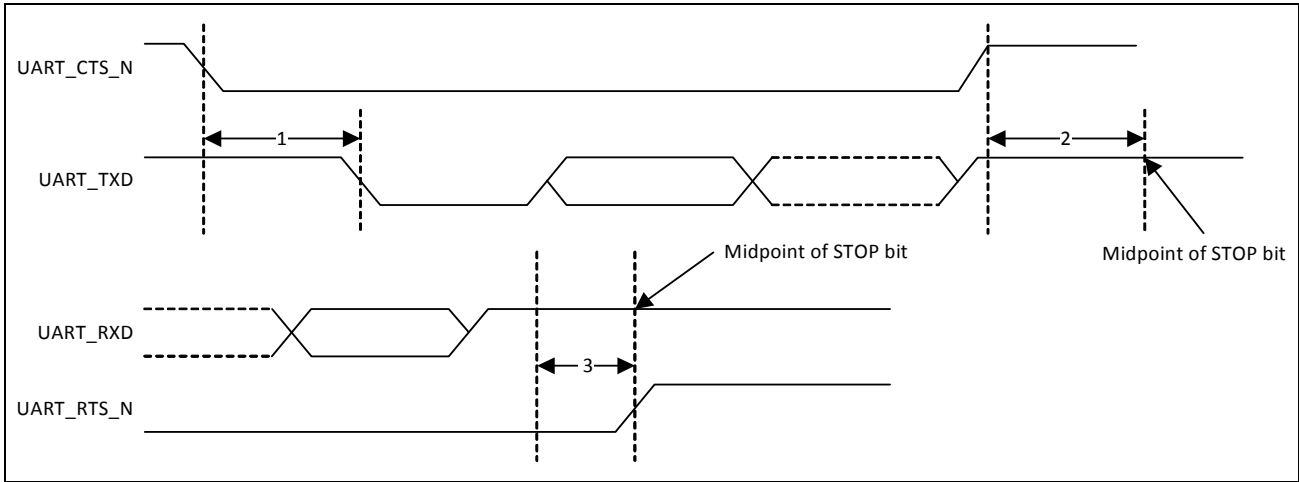 UART_CTS_N
1
2
UART_TXD
Midpoint of STOP bit
Midpoint of STOP bit
UART_RXD
3
UART_RTS_N